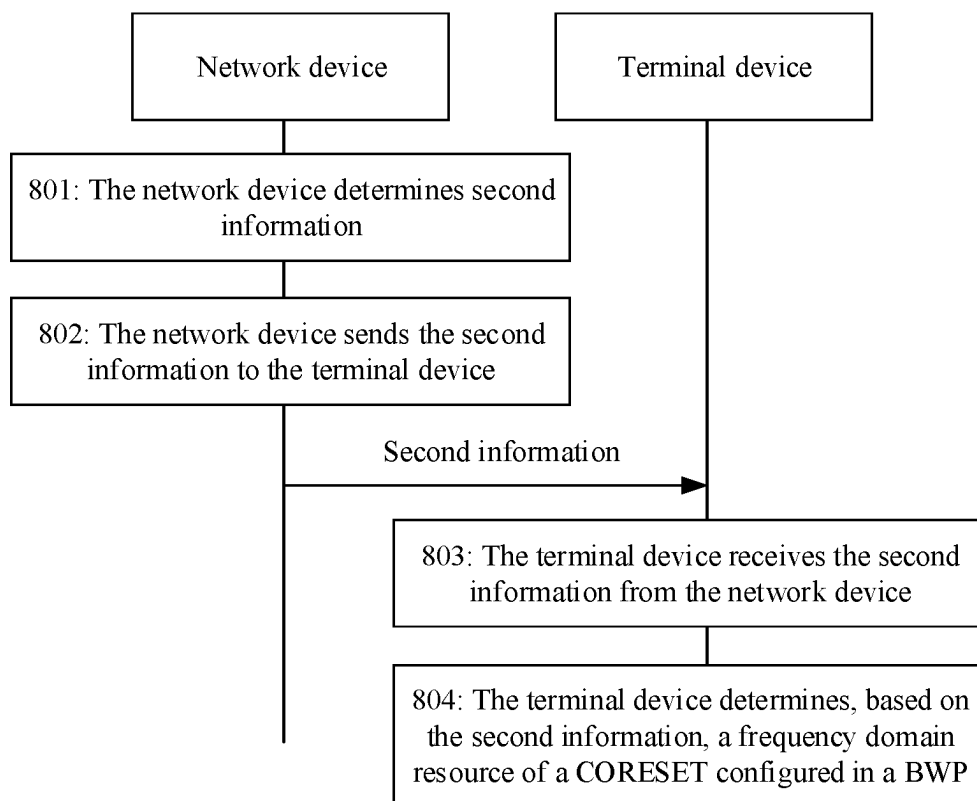 Network device
Terminal device
801: The network device determines second
information
802: The network device sends the second
information to the terminal device
Second information
803: The terminal device receives the second
information from the network device
804: The terminal device determines, based on
the second information, a frequency domain
resource of a CORESET configured in a BWP